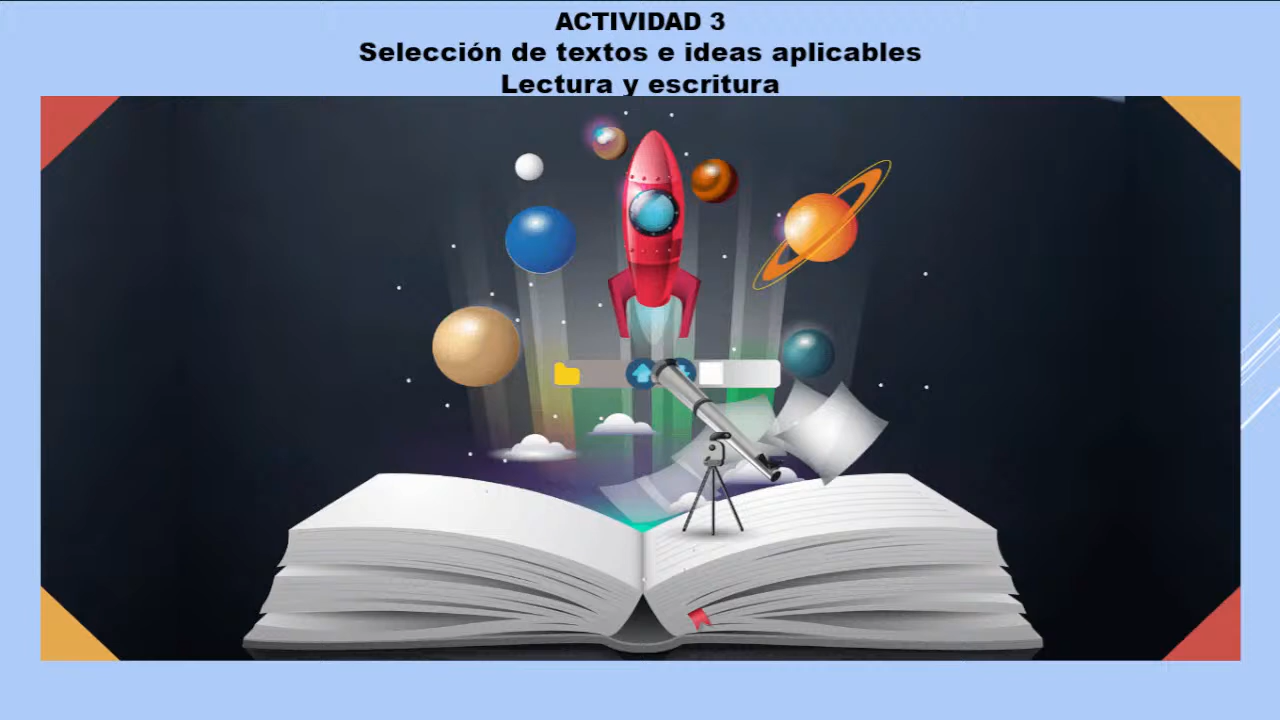 ACTIVIDAD 3
Selección de textos e ideas aplicables
Lectura y escritura